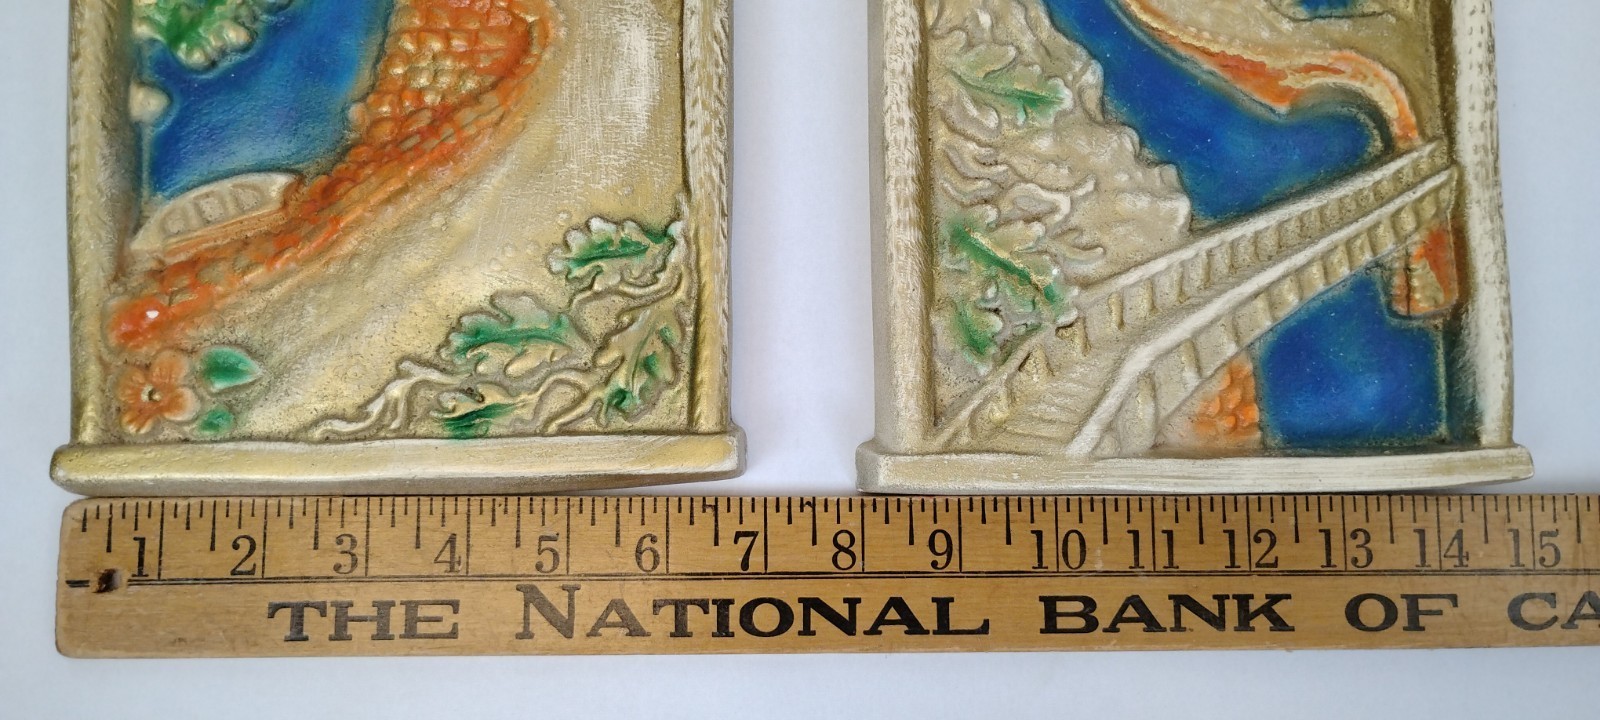 1 2 3 4 5 6 7 8 9 10 11 12 13 14 15
THE NATIONAL BANK OF CA